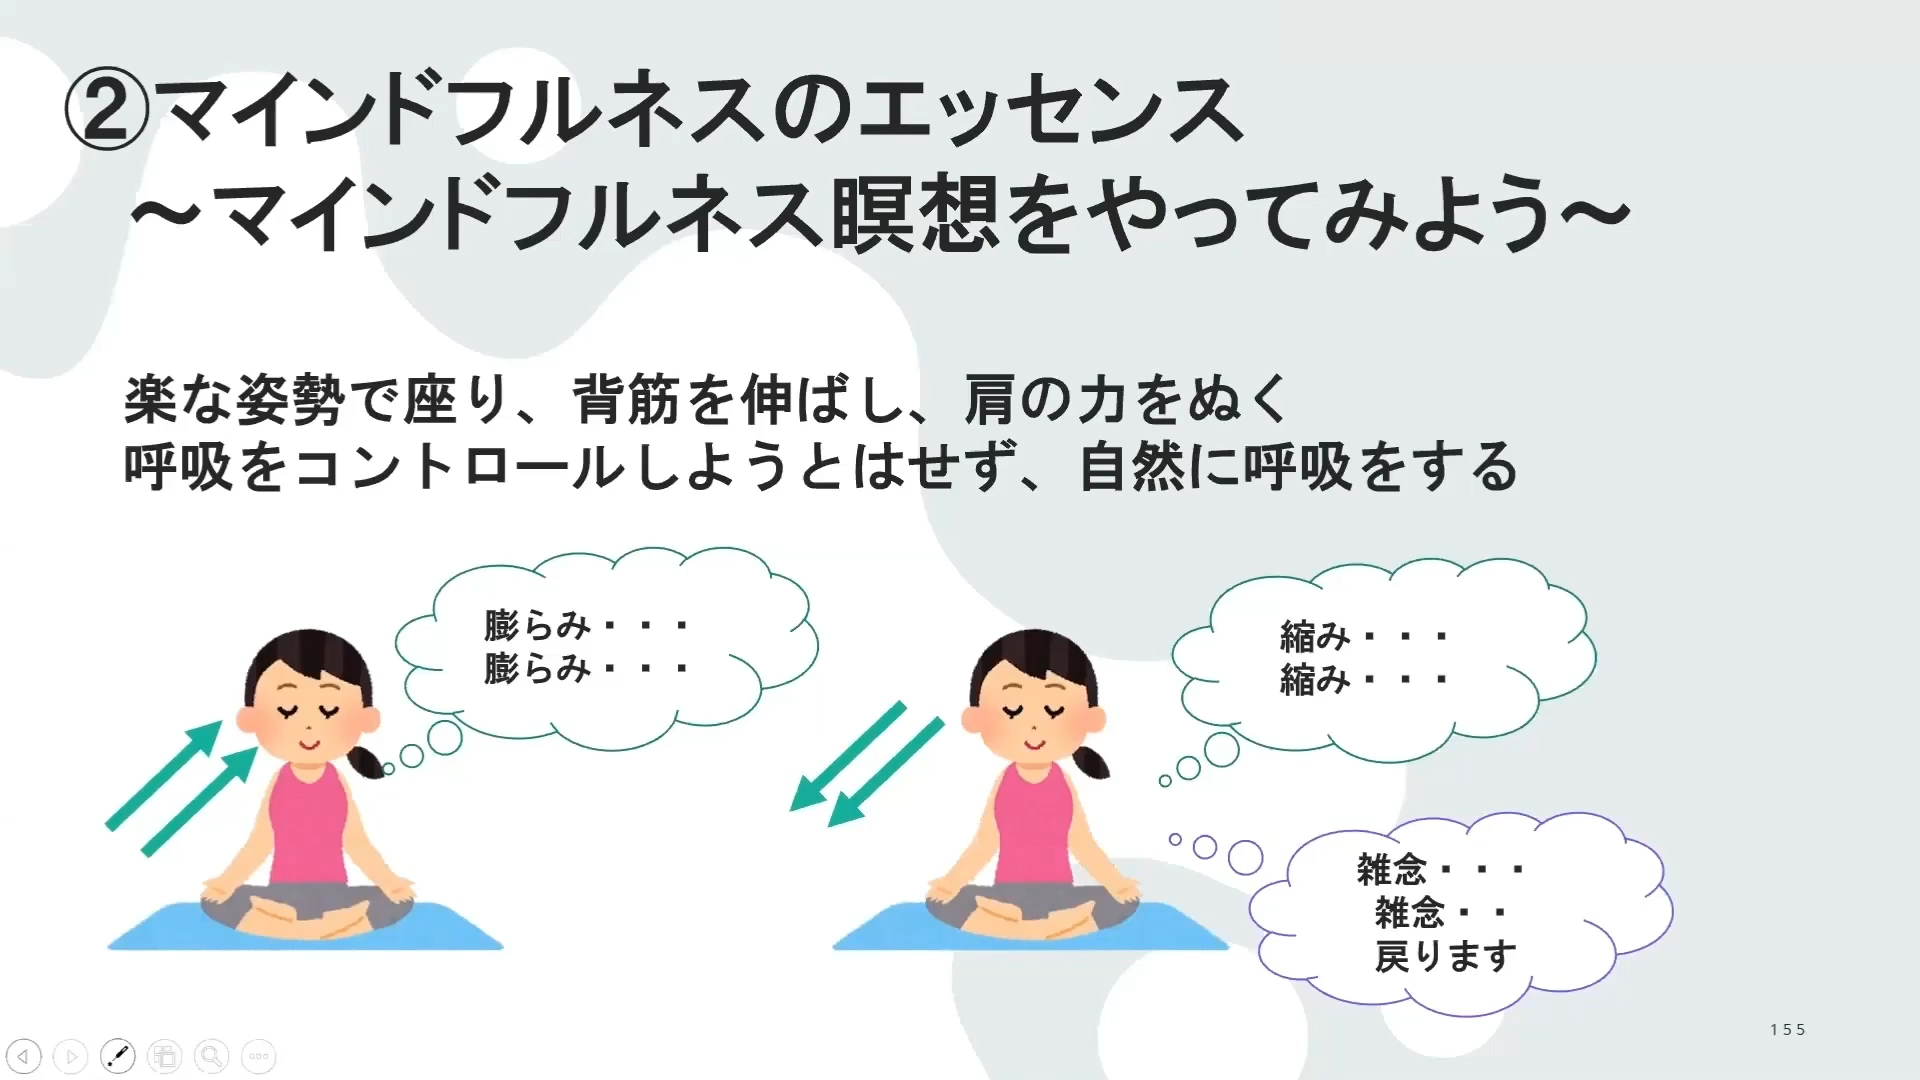 ②マインドフルネスのエッセンス
～マインドフルネス瞑想をやってみよう～
楽な姿勢で座り、背筋を伸ばし、肩の力をぬく
呼吸をコントロールしようとはせず、自然に呼吸をする
膨らみ・・・
膨らみ・・・
縮み・・・
縮み・・・
雑念・・・
雑念・・
戻ります
155